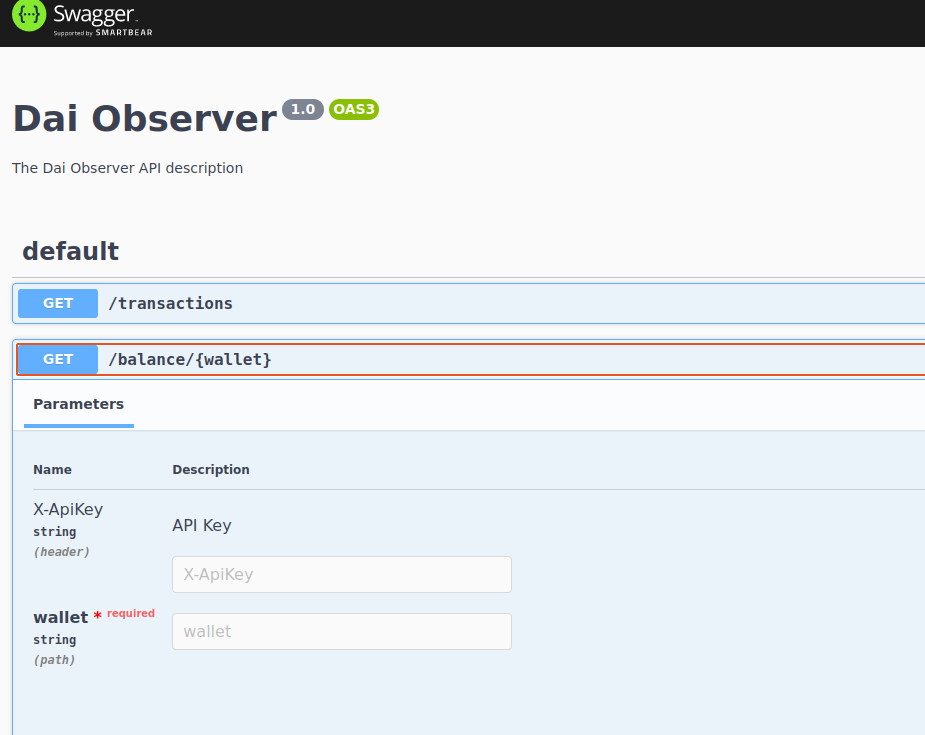 {···} Swagger.
Supported by SMARTBEAR
Dai Observer 1.0 OAS3
The Dai Observer API description
default
GET /transactions
GET /balance/{wallet}
Parameters
Name Description
X-ApiKey
string
(header)
API Key
X-ApiKey
wallet * required
string
(path)
wallet